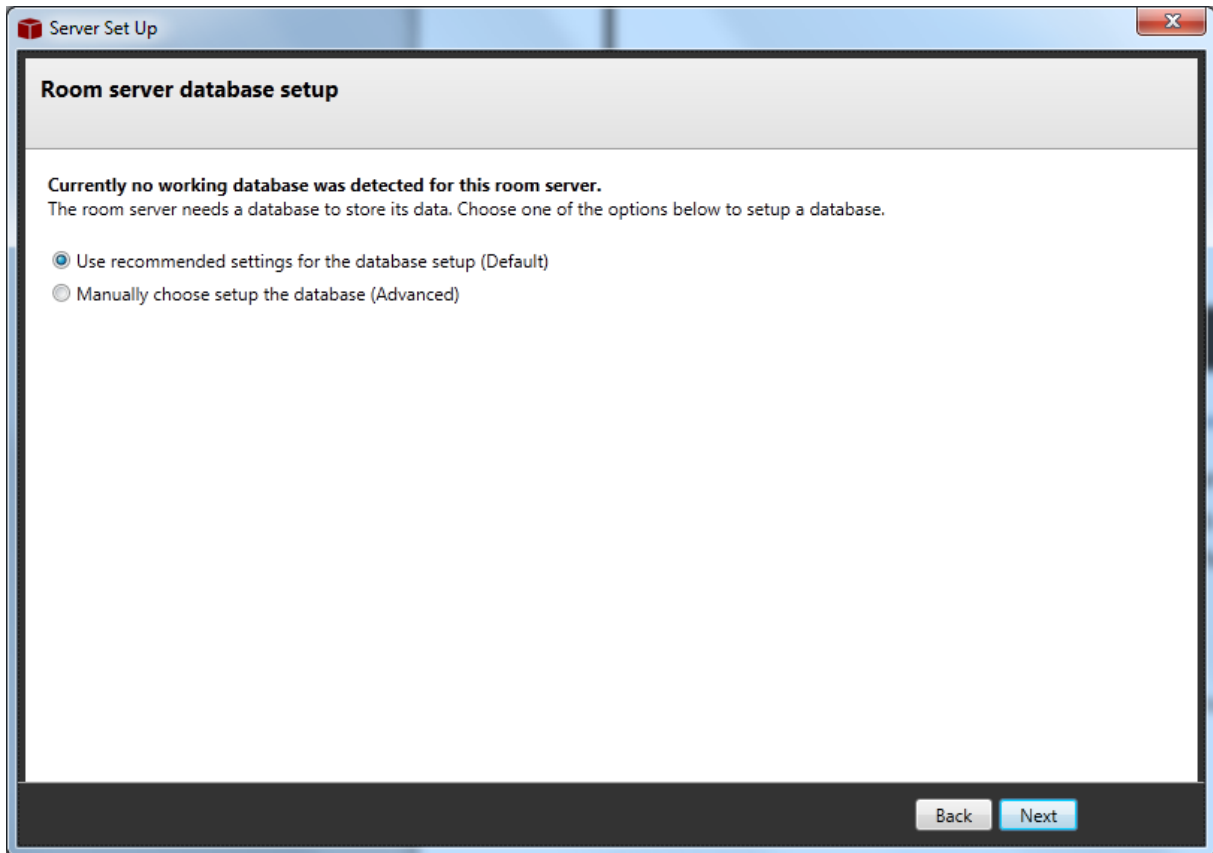 Server Set Up
Room server database setup
Currently no working database was detected for this room server.
The room server needs a database to store its data. Choose one of the options below to setup a database.
Use recommended settings for the database setup (Default)
Manually choose setup the database (Advanced)
Back Next